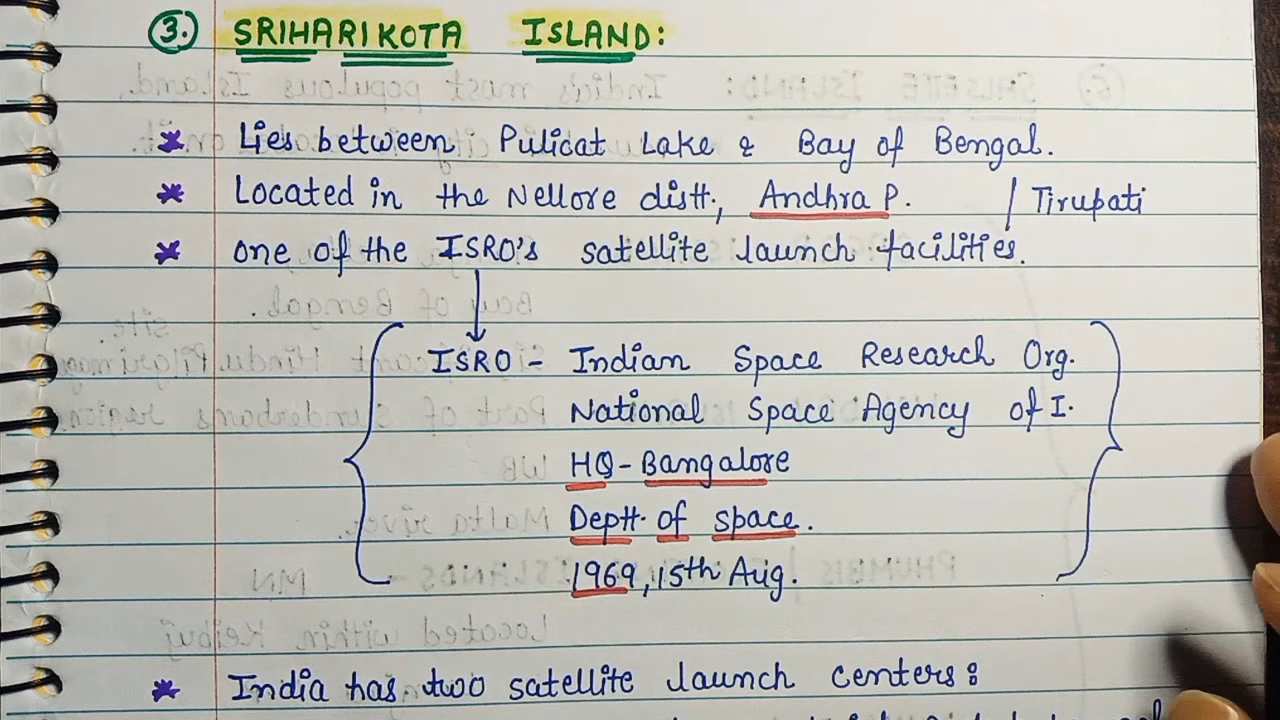 3. SRIHARIKOTA ISLAND:
* Lies between Pulicat Lake & Bay of Bengal.
* Located in the Nellore distt., Andhra P. / Tirupati
* one of the ISRO's satellite launch facilities.
ISRO - Indian Space Research Org.
National Space Agency of I.
HQ - Bangalore
Deptt. of space.
1969, 15th Aug.
* India has two satellite launch centers: